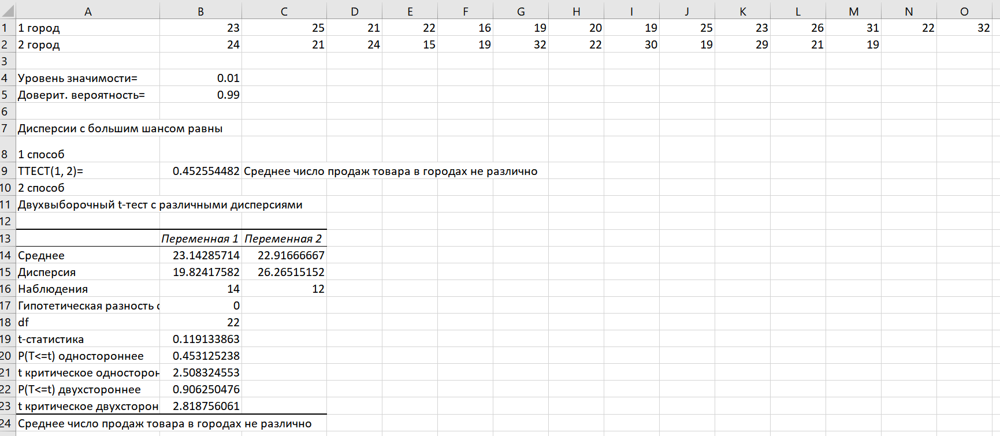 A B C D E F G H I J K L M N O
1 1 город 23 25 21 22 16 19 20 19 25 23 26 31 22 32
2 2 город 24 21 24 15 19 32 22 30 19 29 21 19
3
4 Уровень значимости= 0.01
5 Доверит. вероятность= 0.99
6
7 Дисперсии с большим шансом равны
8 1 способ
9 ТТЕСТ(1, 2)= 0.452554482 Среднее число продаж товара в городах не различно
10 2 способ
11 Двухвыборочный t-тест с различными дисперсиями
12
13 Переменная 1 Переменная 2
14 Среднее 23.14285714 22.91666667
15 Дисперсия 19.82417582 26.26515152
16 Наблюдения 14 12
17 Гипотетическая разность с 0
18 df 22
19 t-статистика 0.119133863
20 P(T<=t) одностороннее 0.453125238
21 t критическое односторон 2.508324553
22 P(T<=t) двухстороннее 0.906250476
23 t критическое двухсторон 2.818756061
24 Среднее число продаж товара в городах не различно